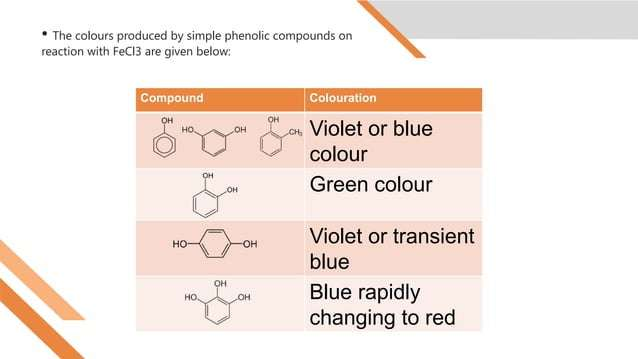 • The colours produced by simple phenolic compounds on
reaction with FeCl3 are given below:
Compound Colouration
OH HO OH OH CH3 Violet or blue
colour
OH OH Green colour
HO OH Violet or transient
blue
OH HO OH Blue rapidly
changing to red